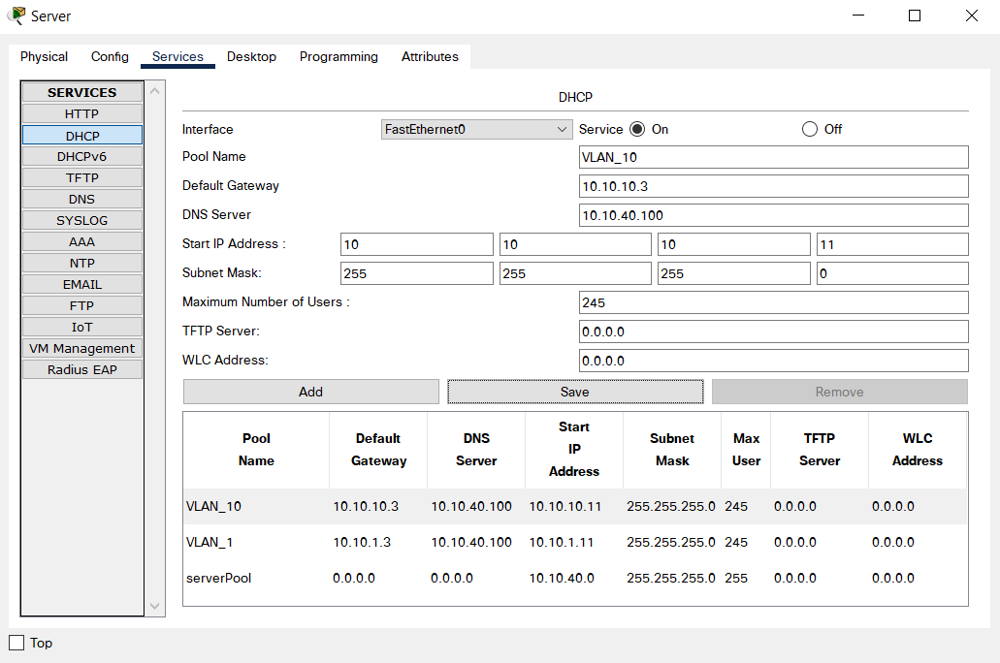 Server
Physical Config Services Desktop Programming Attributes
SERVICES
HTTP
DHCP
DHCPv6
TFTP
DNS
SYSLOG
AAA
NTP
EMAIL
FTP
IoT
VM Management
Radius EAP
DHCP
Interface FastEthernet0 Service On Off
Pool Name VLAN_10
Default Gateway 10.10.10.3
DNS Server 10.10.40.100
Start IP Address : 10 10 10 11
Subnet Mask: 255 255 255 0
Maximum Number of Users : 245
TFTP Server: 0.0.0.0
WLC Address: 0.0.0.0
Add Save Remove
Pool Name Default Gateway DNS Server Start IP Address Subnet Mask Max User TFTP Server WLC Address
VLAN_10 10.10.10.3 10.10.40.100 10.10.10.11 255.255.255.0 245 0.0.0.0 0.0.0.0
VLAN_1 10.10.1.3 10.10.40.100 10.10.1.11 255.255.255.0 245 0.0.0.0 0.0.0.0
serverPool 0.0.0.0 0.0.0.0 10.10.40.0 255.255.255.0 255 0.0.0.0 0.0.0.0
Top